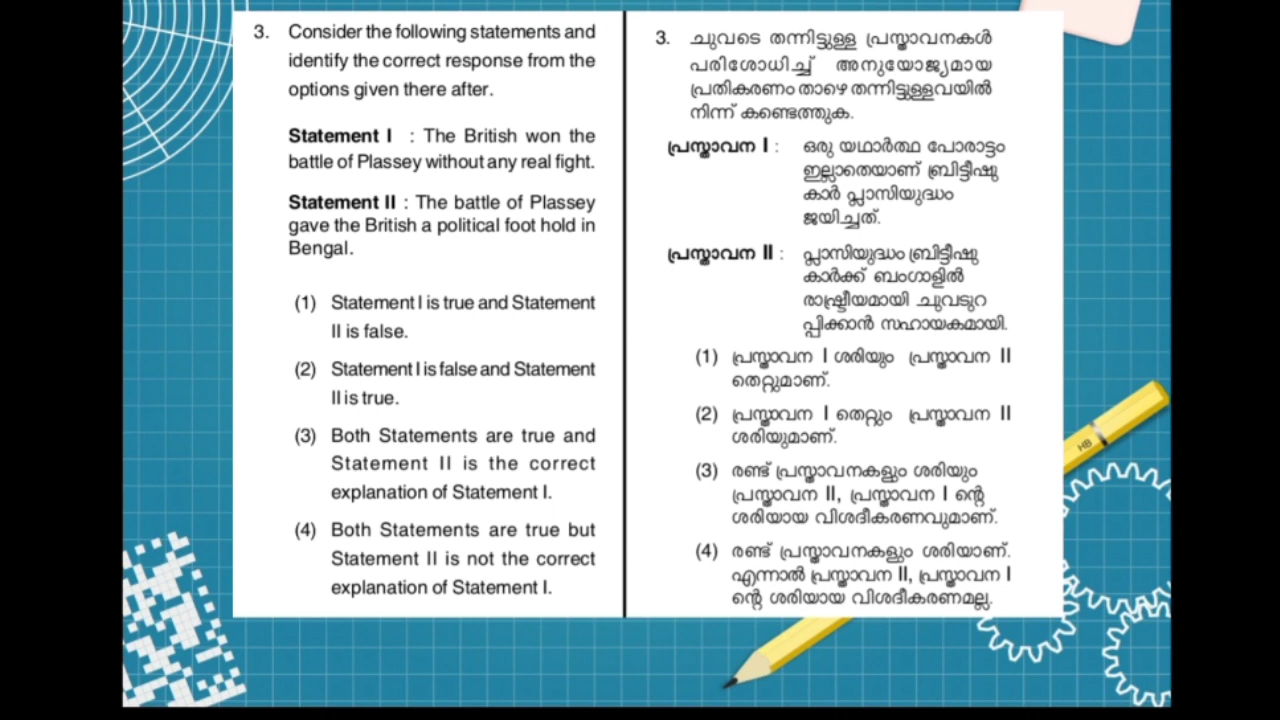 3. Consider the following statements and
identify the correct response from the
options given there after.
Statement I : The British won the
battle of Plassey without any real fight.
Statement II : The battle of Plassey
gave the British a political foot hold in
Bengal.
(1) Statement I is true and Statement
II is false.
(2) Statement I is false and Statement
II is true.
(3) Both Statements are true and
Statement II is the correct
explanation of Statement I.
(4) Both Statements are true but
Statement II is not the correct
explanation of Statement I.
3. ചുവടെ തന്നിട്ടുള്ള പ്രസ്താവനകൾ
പരിശോധിച്ച് അനുയോജ്യമായ
പ്രതികരണം താഴെ തന്നിട്ടുള്ളവയിൽ
നിന്ന് കണ്ടെത്തുക.
പ്രസ്താവന I : ഒരു യഥാർത്ഥ പോരാട്ടം
ഇല്ലാതെയാണ് ബ്രിട്ടീഷു
കാർ പ്ലാസിയുദ്ധം
ജയിച്ചത്.
പ്രസ്താവന II : പ്ലാസിയുദ്ധം ബ്രിട്ടീഷു
കാർക്ക് ബംഗാളിൽ
രാഷ്ട്രീയമായി ചുവടുറ
പ്പിക്കാൻ സഹായകമായി.
(1) പ്രസ്താവന I ശരിയും പ്രസ്താവന II
തെറ്റുമാണ്.
(2) പ്രസ്താവന I തെറ്റും പ്രസ്താവന II
ശരിയുമാണ്.
(3) രണ്ട് പ്രസ്താവനകളും ശരിയും
പ്രസ്താവന II, പ്രസ്താവന I ന്റെ
ശരിയായ വിശദീകരണവുമാണ്.
(4) രണ്ട് പ്രസ്താവനകളും ശരിയാണ്.
എന്നാൽ പ്രസ്താവന II, പ്രസ്താവന I
ന്റെ ശരിയായ വിശദീകരണമല്ല.
HB